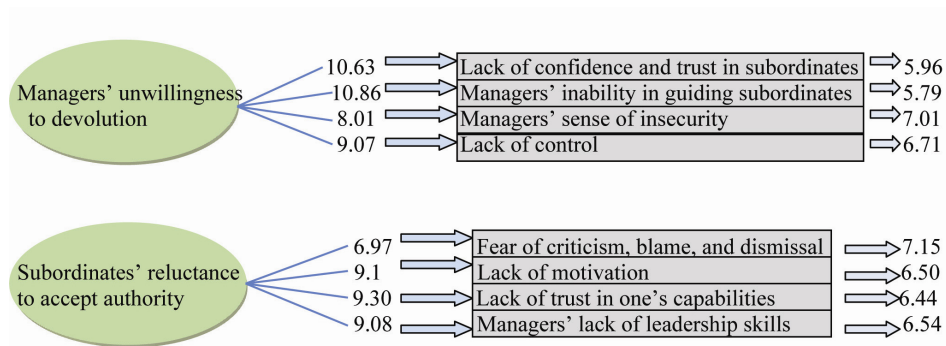 Managers’ unwillingness
to devolution
10.63 Lack of confidence and trust in subordinates 5.96
10.86 Managers’ inability in guiding subordinates 5.79
8.01 Managers’ sense of insecurity 7.01
9.07 Lack of control 6.71
Subordinates’ reluctance
to accept authority
6.97 Fear of criticism, blame, and dismissal 7.15
9.1 Lack of motivation 6.50
9.30 Lack of trust in one’s capabilities 6.44
9.08 Managers’ lack of leadership skills 6.54